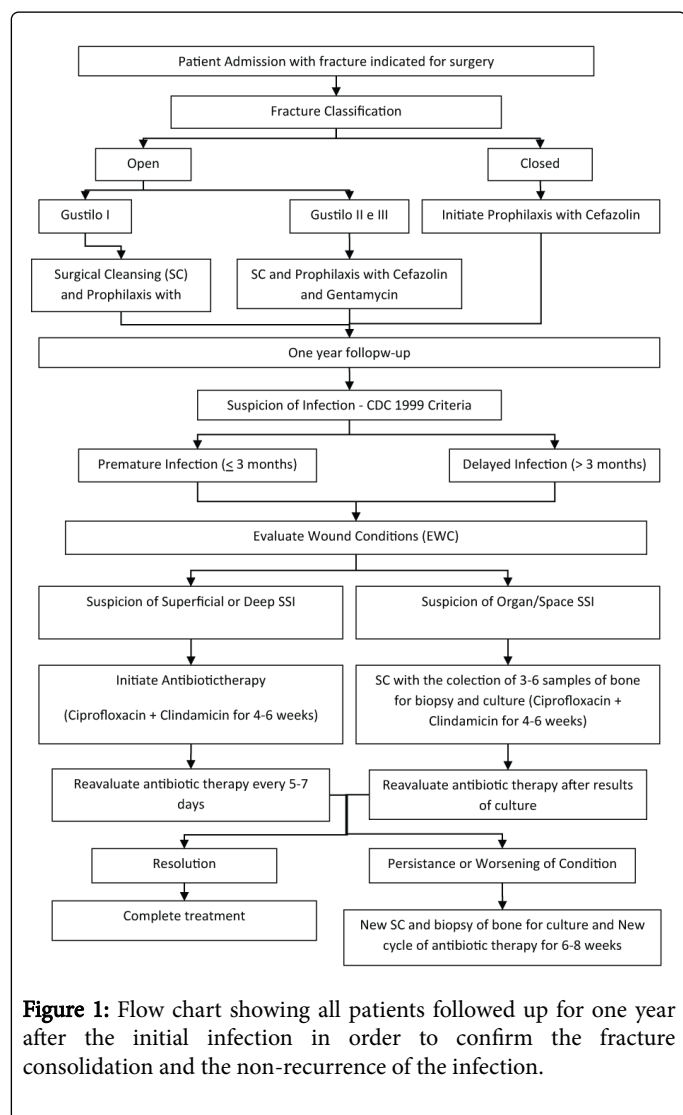 Patient Admission with fracture indicated for surgery
Fracture Classification
Open
Closed
Gustilo I
Gustilo II e III
Initiate Prophilaxis with Cefazolin
Surgical Cleansing (SC)
and Prophilaxis with
SC and Prophilaxis with Cefazolin
and Gentamycin
One year follopw-up
Suspicion of Infection - CDC 1999 Criteria
Premature Infection (≤ 3 months)
Delayed Infection (> 3 months)
Evaluate Wound Conditions (EWC)
Suspicion of Superficial or Deep SSI
Suspicion of Organ/Space SSI
Initiate Antibiotictherapy
(Ciprofloxacin + Clindamicin for 4-6 weeks)
SC with the colection of 3-6 samples of bone
for biopsy and culture (Ciprofloxacin +
Clindamicin for 4-6 weeks)
Reavaluate antibiotic therapy every 5-7
days
Reavaluate antibiotic therapy after results
of culture
Resolution
Persistance or Worsening of Condition
Complete treatment
New SC and biopsy of bone for culture and New
cycle of antibiotic therapy for 6-8 weeks
Figure 1: Flow chart showing all patients followed up for one year
after the initial infection in order to confirm the fracture
consolidation and the non-recurrence of the infection.